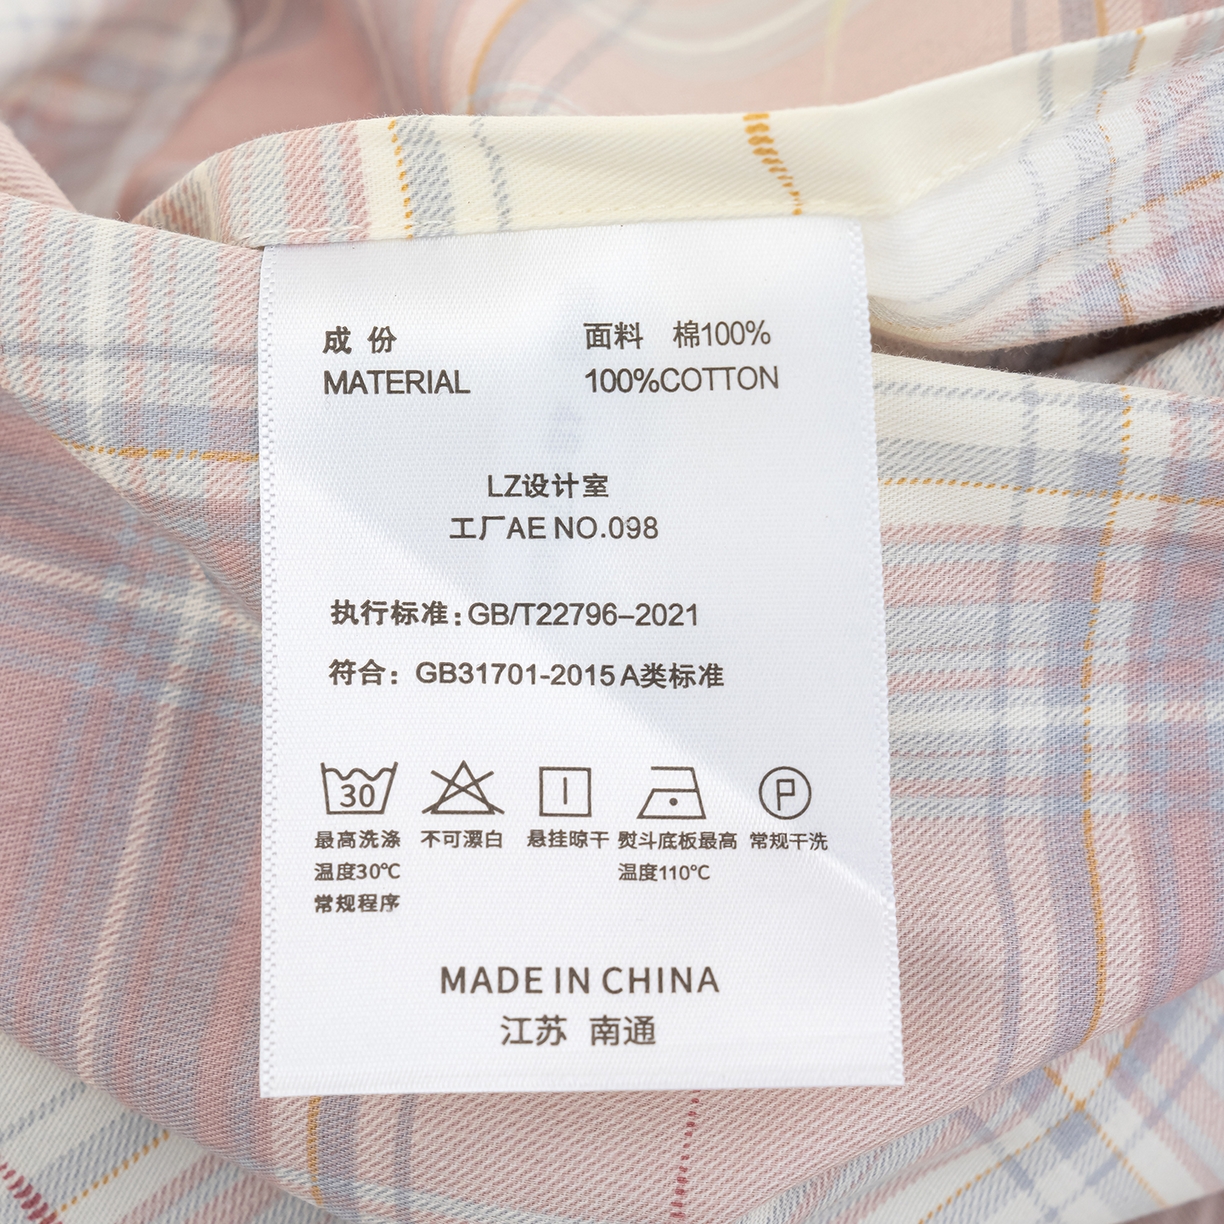 成 份 面料 棉100%
MATERIAL 100%COTTON
LZ设计室
工厂AE NO.098
执行标准:GB/T22796–2021
符合: GB31701-2015 A类标准
30 P
最高洗涤 不可漂白 悬挂晾干 熨斗底板最高 常规干洗
温度30℃ 温度110℃
常规程序
MADE IN CHINA
江苏 南通